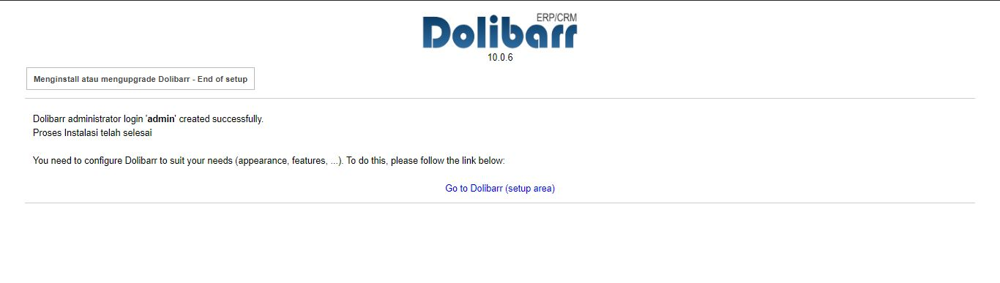 ERP/CRM
Dolibarr
10.0.6
Menginstall atau mengupgrade Dolibarr - End of setup
Dolibarr administrator login 'admin' created successfully.
Proses Instalasi telah selesai
You need to configure Dolibarr to suit your needs (appearance, features, ...). To do this, please follow the link below:
Go to Dolibarr (setup area)